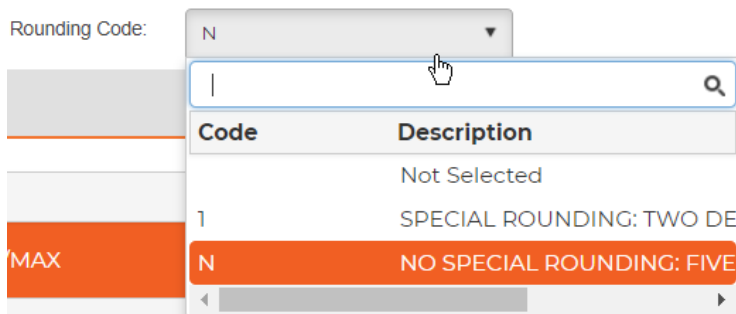 Rounding Code: N
Code Description
Not Selected
1 SPECIAL ROUNDING: TWO DE
/MAX N NO SPECIAL ROUNDING: FIVE